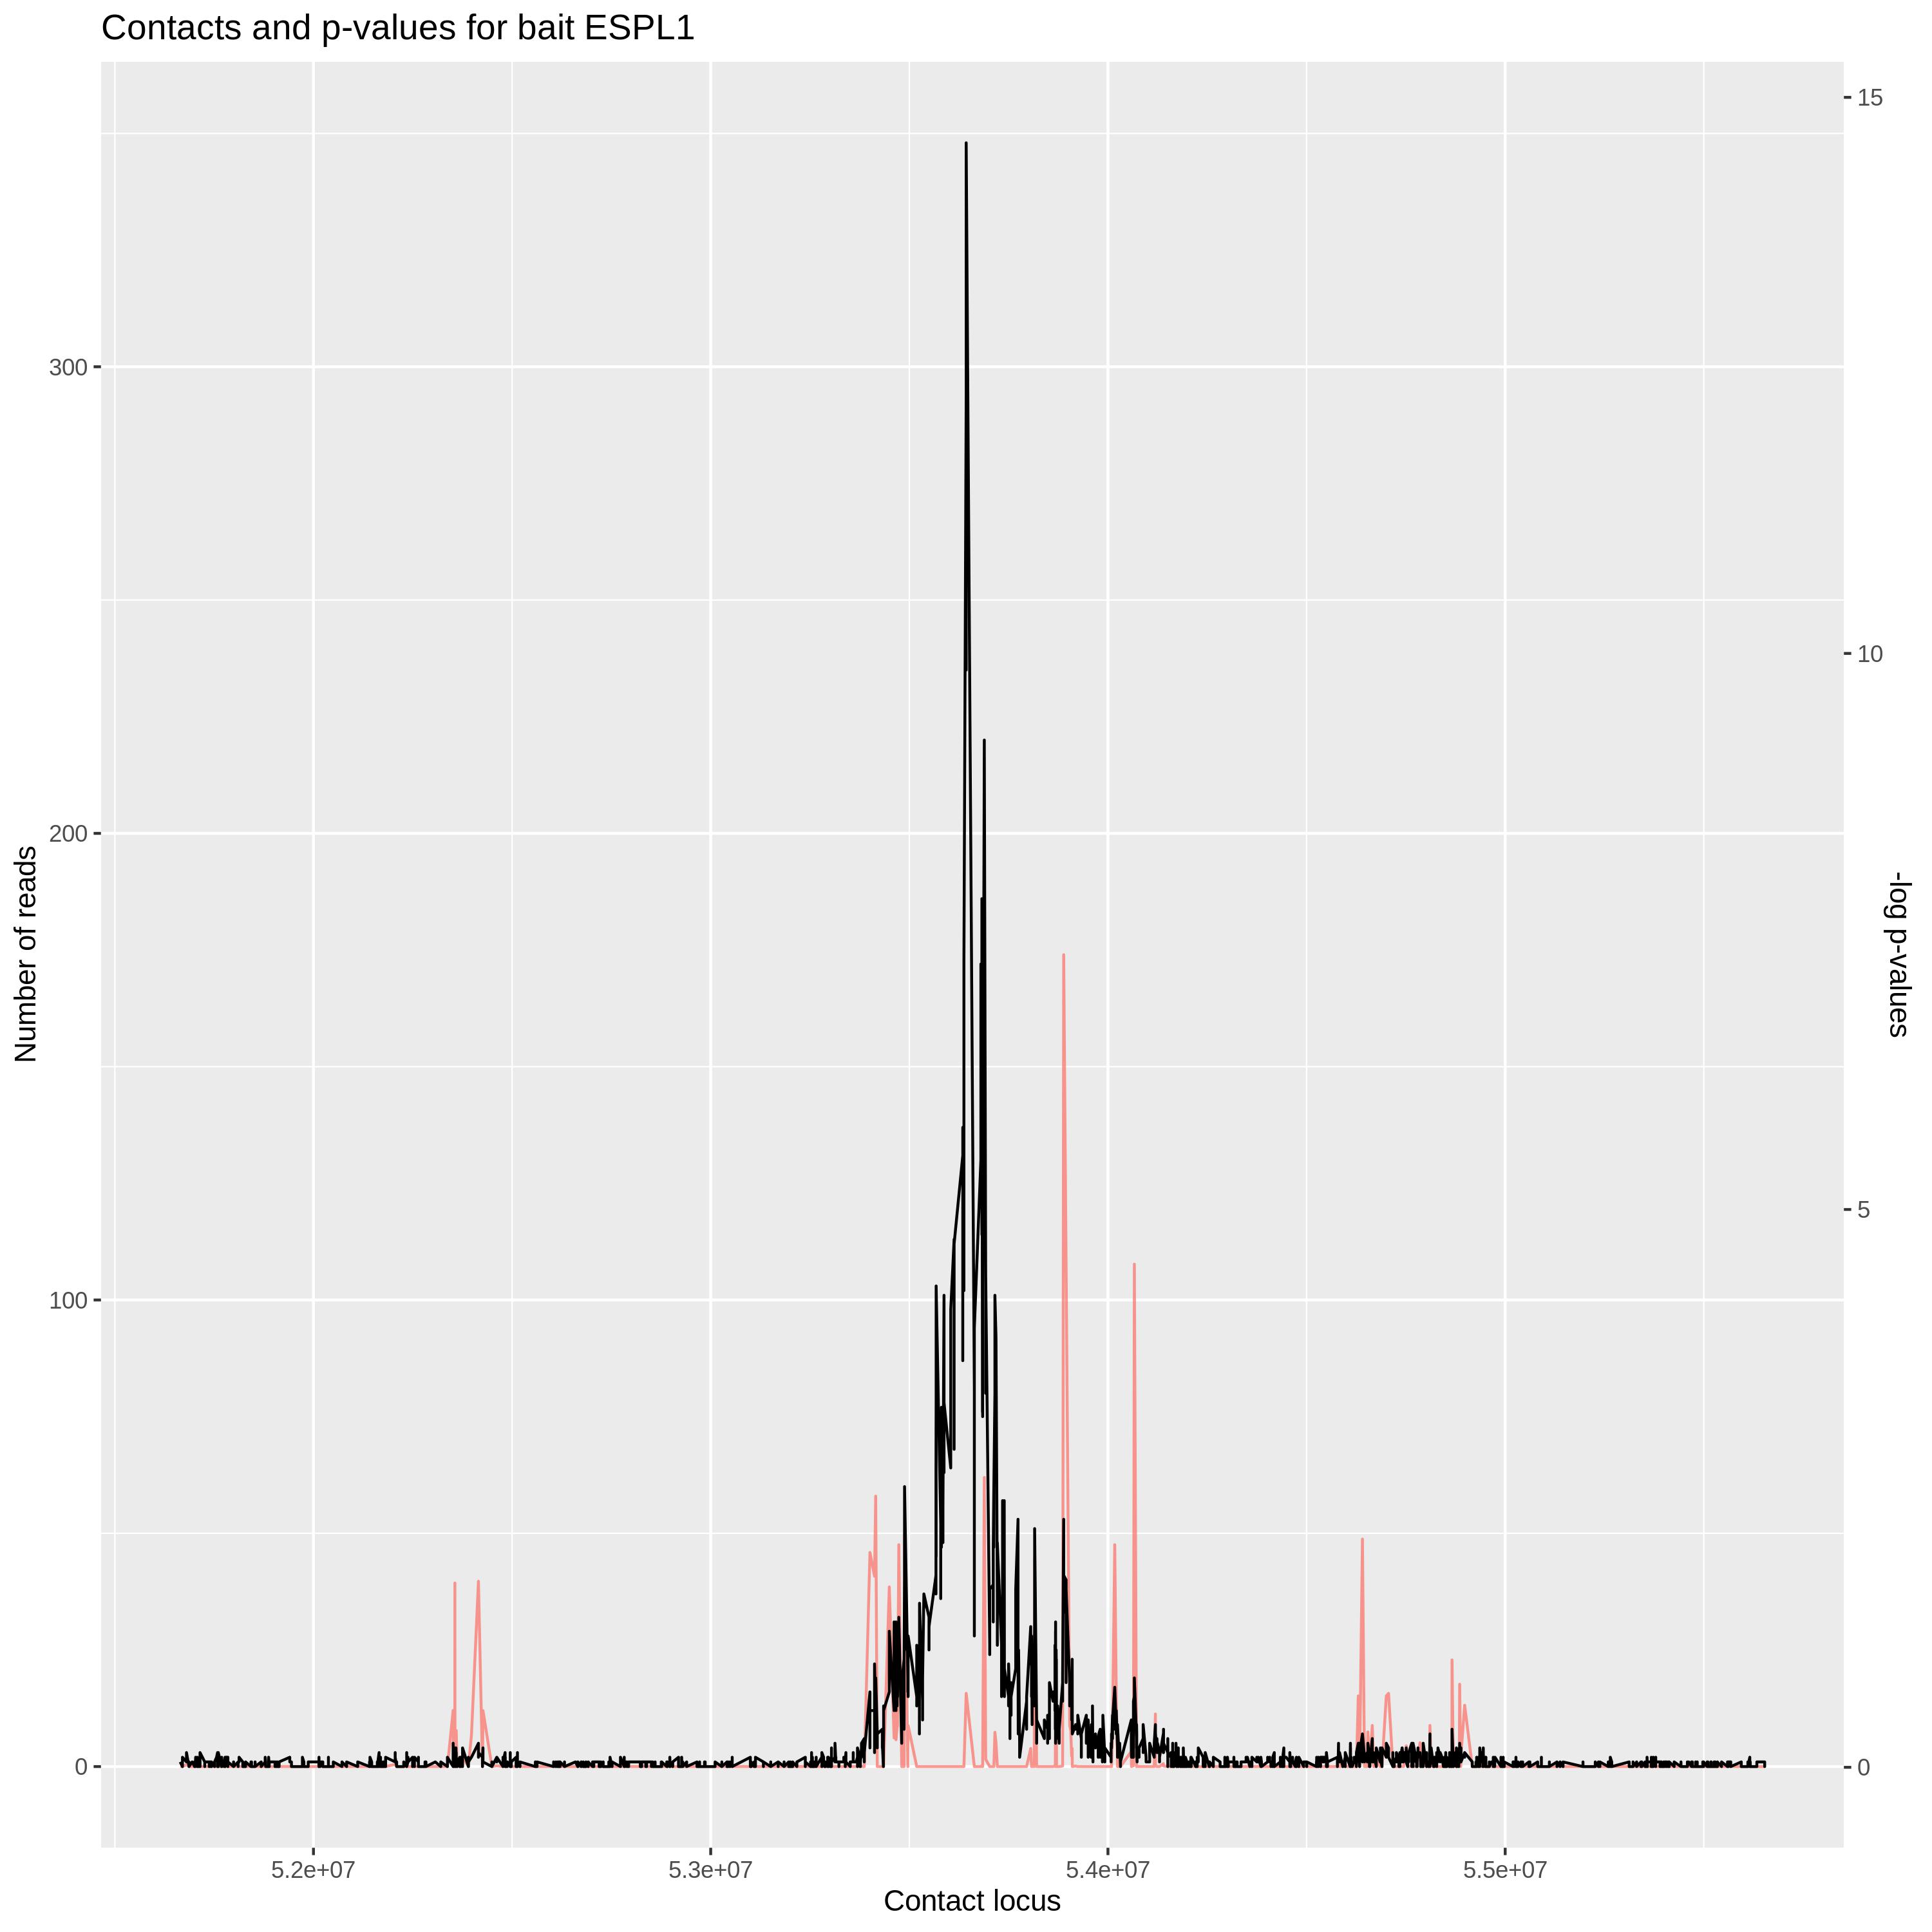 Contacts and p-values for bait ESPL1
Number of reads
300
200
100
0
15
10
5
0
-log p-values
5.2e+07 5.3e+07 5.4e+07 5.5e+07
Contact locus